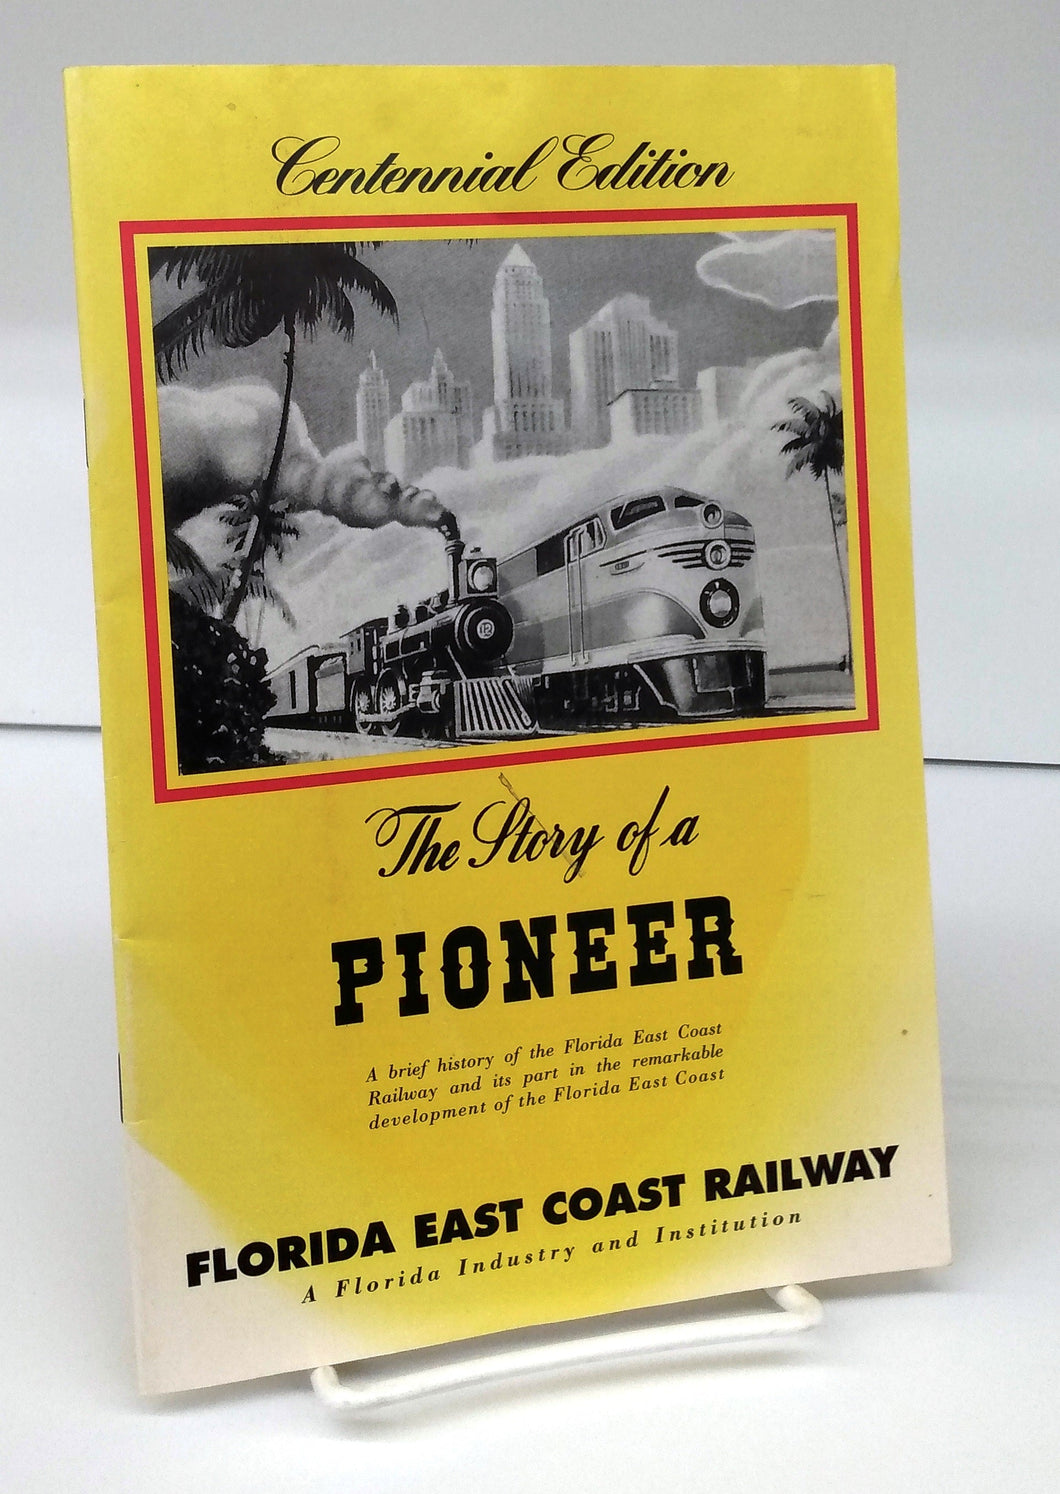 Centennial Edition
12
The Story of a
PIONEER
A brief history of the Florida East Coast
Railway and its part in the remarkable
development of the Florida East Coast
FLORIDA EAST COAST RAILWAY
A Florida Industry and Institution